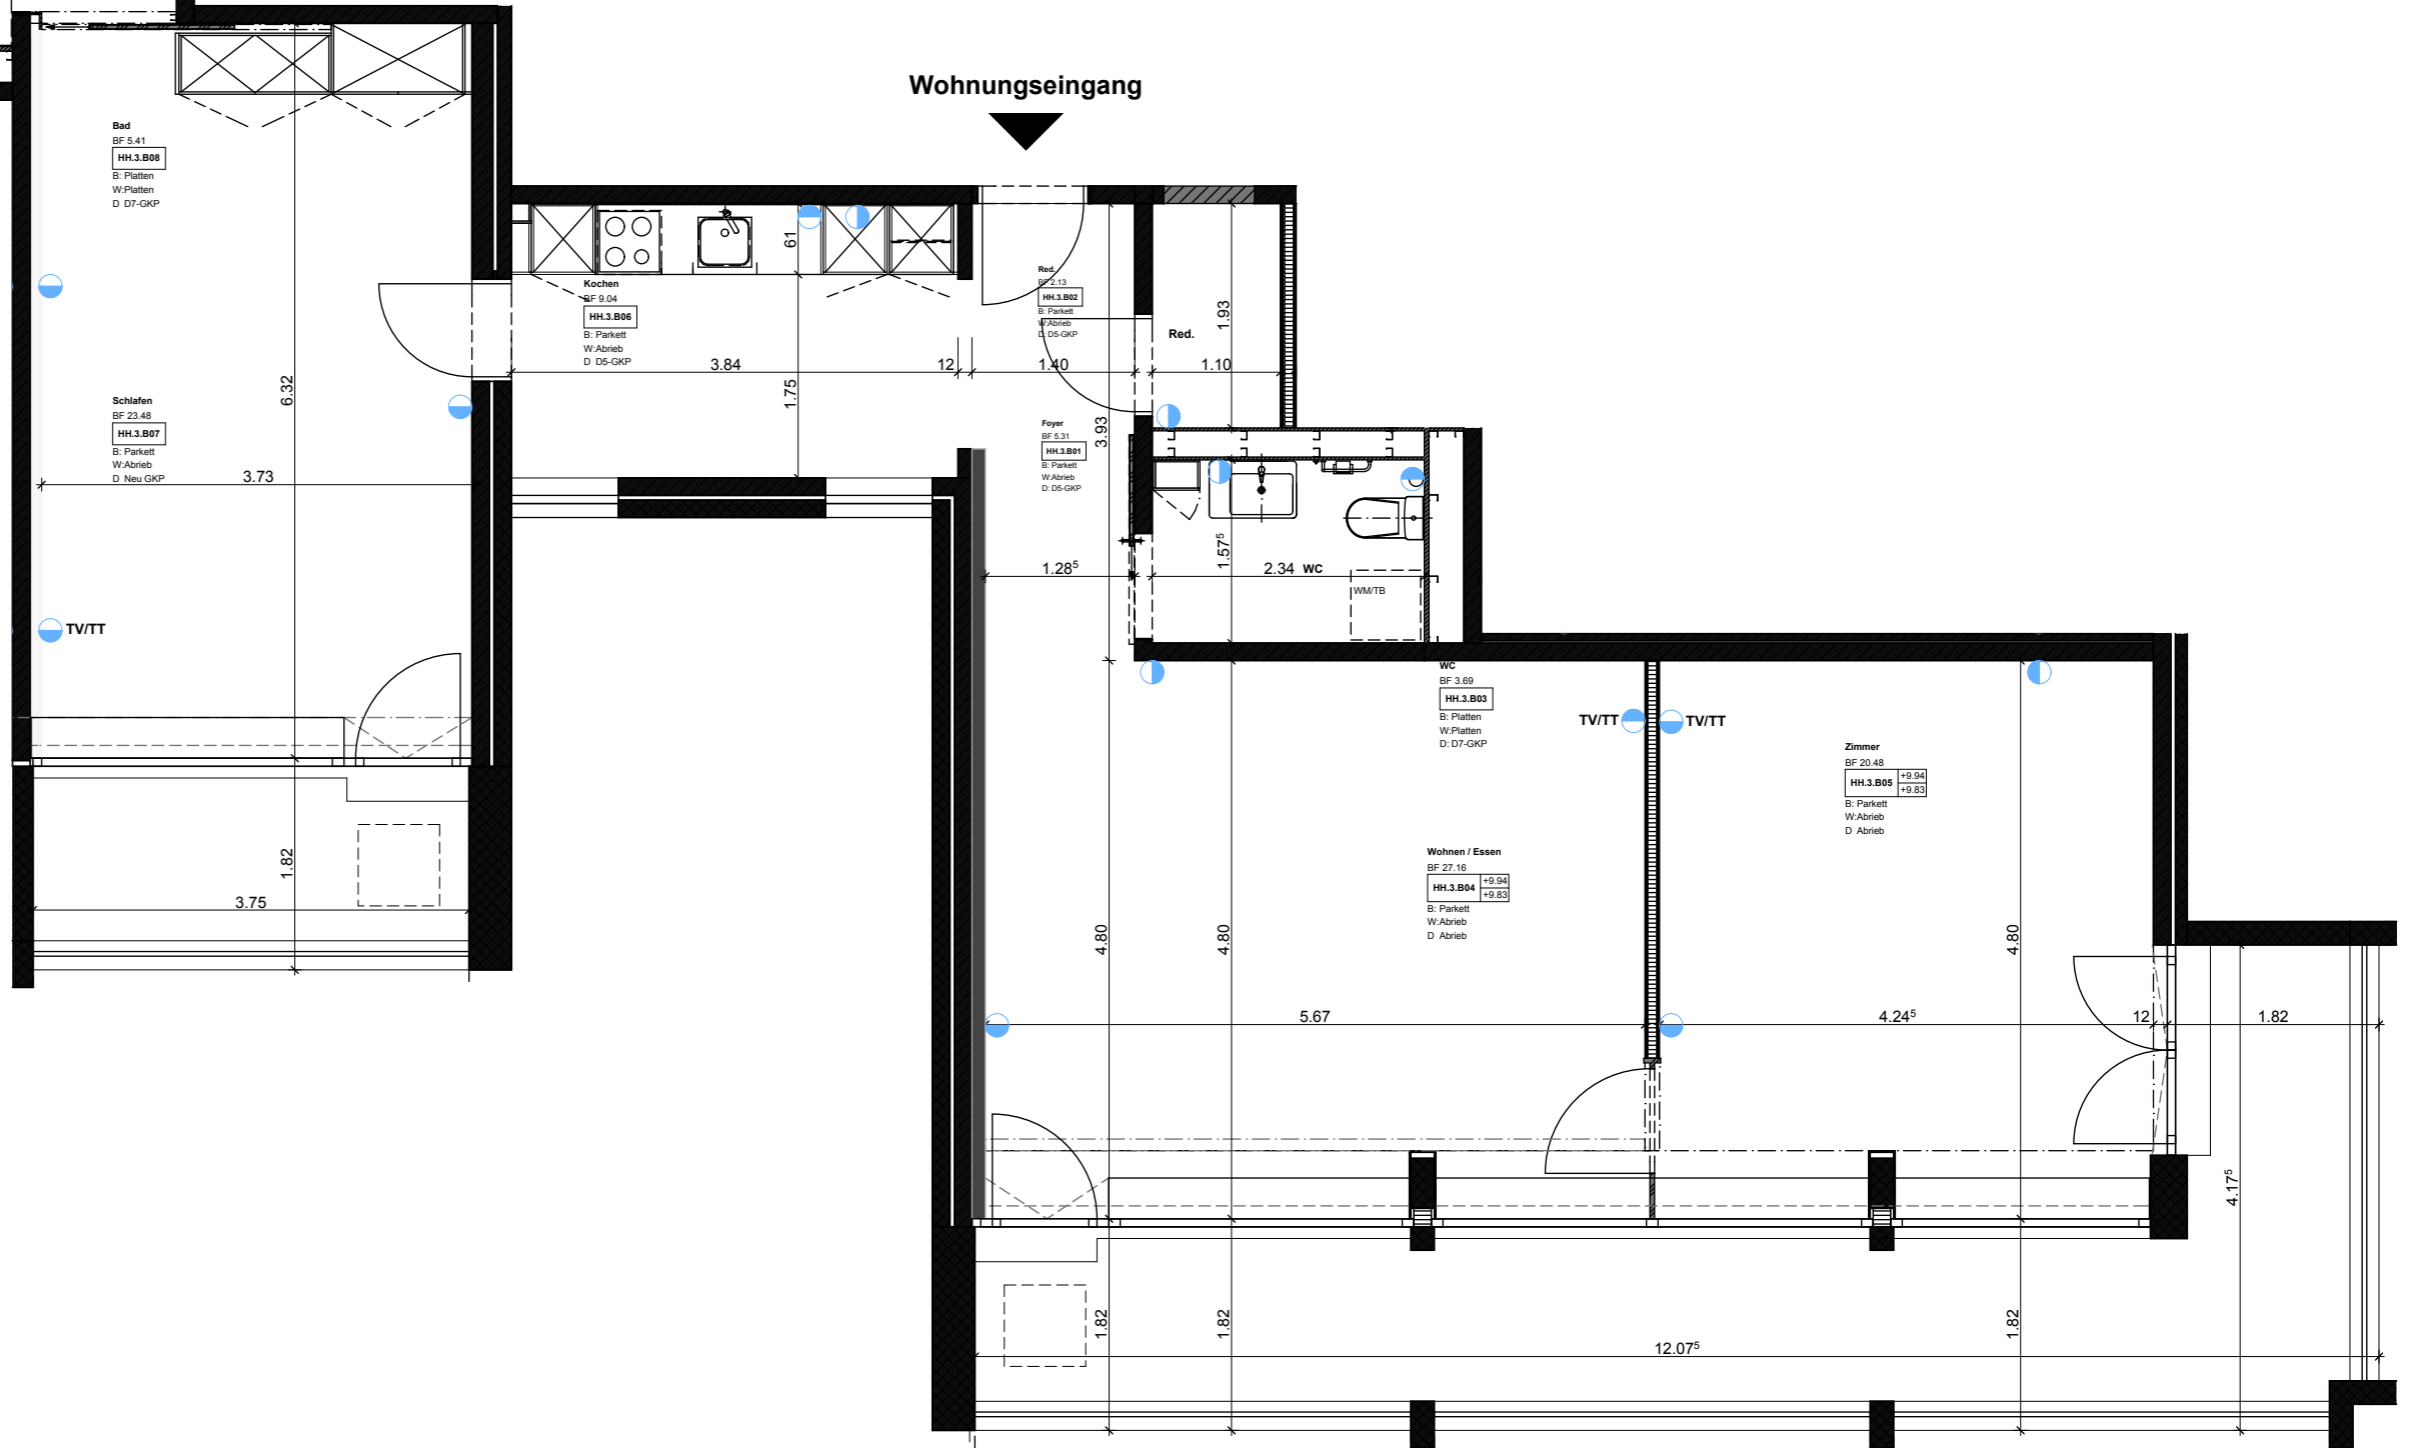 Wohnungseingang
Bad
BF 5.41
HH.3.B08
B: Platten
W:Platten
D D7-GKP
61
Kochen
BF 9.04
HH.3.B06
B: Parkett
W:Abrieb
D D5-GKP
Red.
BF 2.13
HH.3.B02
B: Parkett
W:Abrieb
D: D5-GKP
1.93
Red.
3.84
12
1.40
1.10
6.32
1.75
Schlafen
BF 23.48
HH.3.B07
B: Parkett
W:Abrieb
D Neu GKP
3.73
Foyer
BF 5.31
HH.3.B01
B: Parkett
W:Abrieb
D: D5-GKP
3.93
1.57⁵
1.28⁵
2.34
WC
WM/TB
TV/TT
WC
BF 3.69
HH.3.B03
B: Platten
W:Platten
D: D7-GKP
TV/TT
TV/TT
Zimmer
BF 20.48
HH.3.B05
+9.94
+9.83
B: Parkett
W:Abrieb
D Abrieb
Wohnen / Essen
BF 27.16
HH.3.B04
+9.94
+9.83
B: Parkett
W:Abrieb
D Abrieb
1.82
3.75
4.80
4.80
4.80
5.67
4.24⁵
12
1.82
4.17⁵
1.82
1.82
1.82
12.07⁵